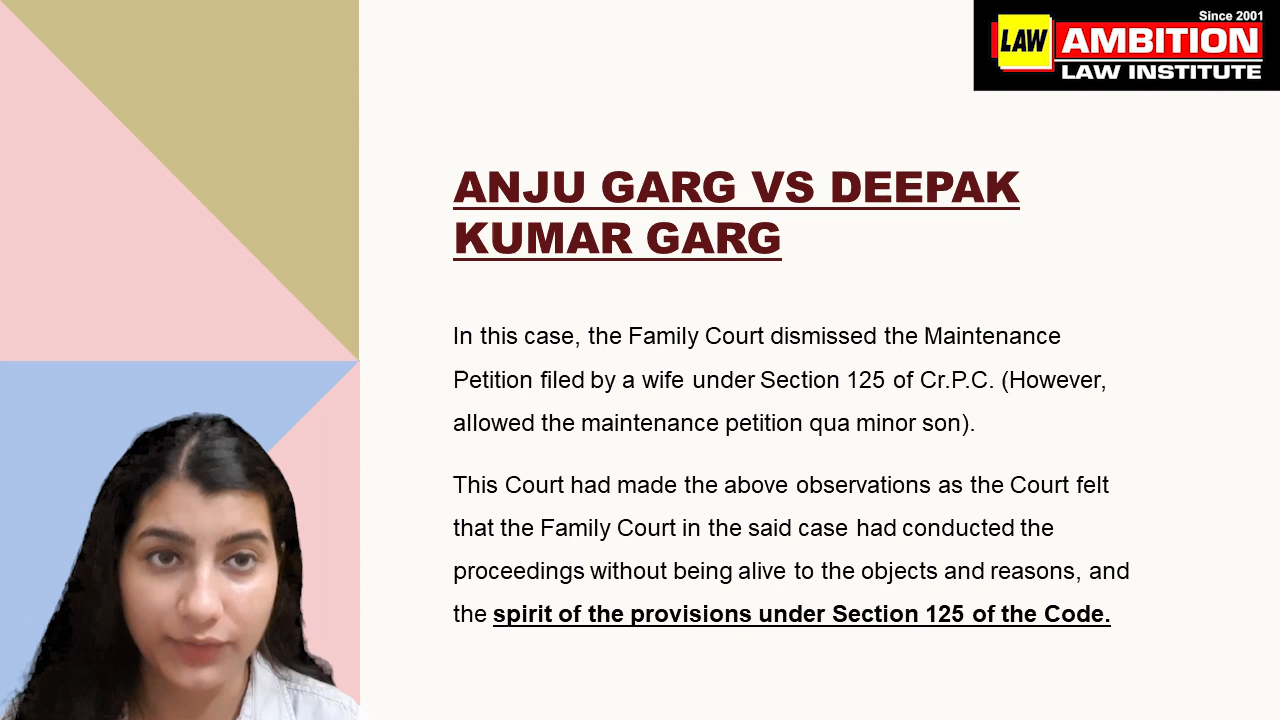 Since 2001
LAW AMBITION
LAW INSTITUTE
ANJU GARG VS DEEPAK
KUMAR GARG
In this case, the Family Court dismissed the Maintenance
Petition filed by a wife under Section 125 of Cr.P.C. (However,
allowed the maintenance petition qua minor son).
This Court had made the above observations as the Court felt
that the Family Court in the said case had conducted the
proceedings without being alive to the objects and reasons, and
the spirit of the provisions under Section 125 of the Code.